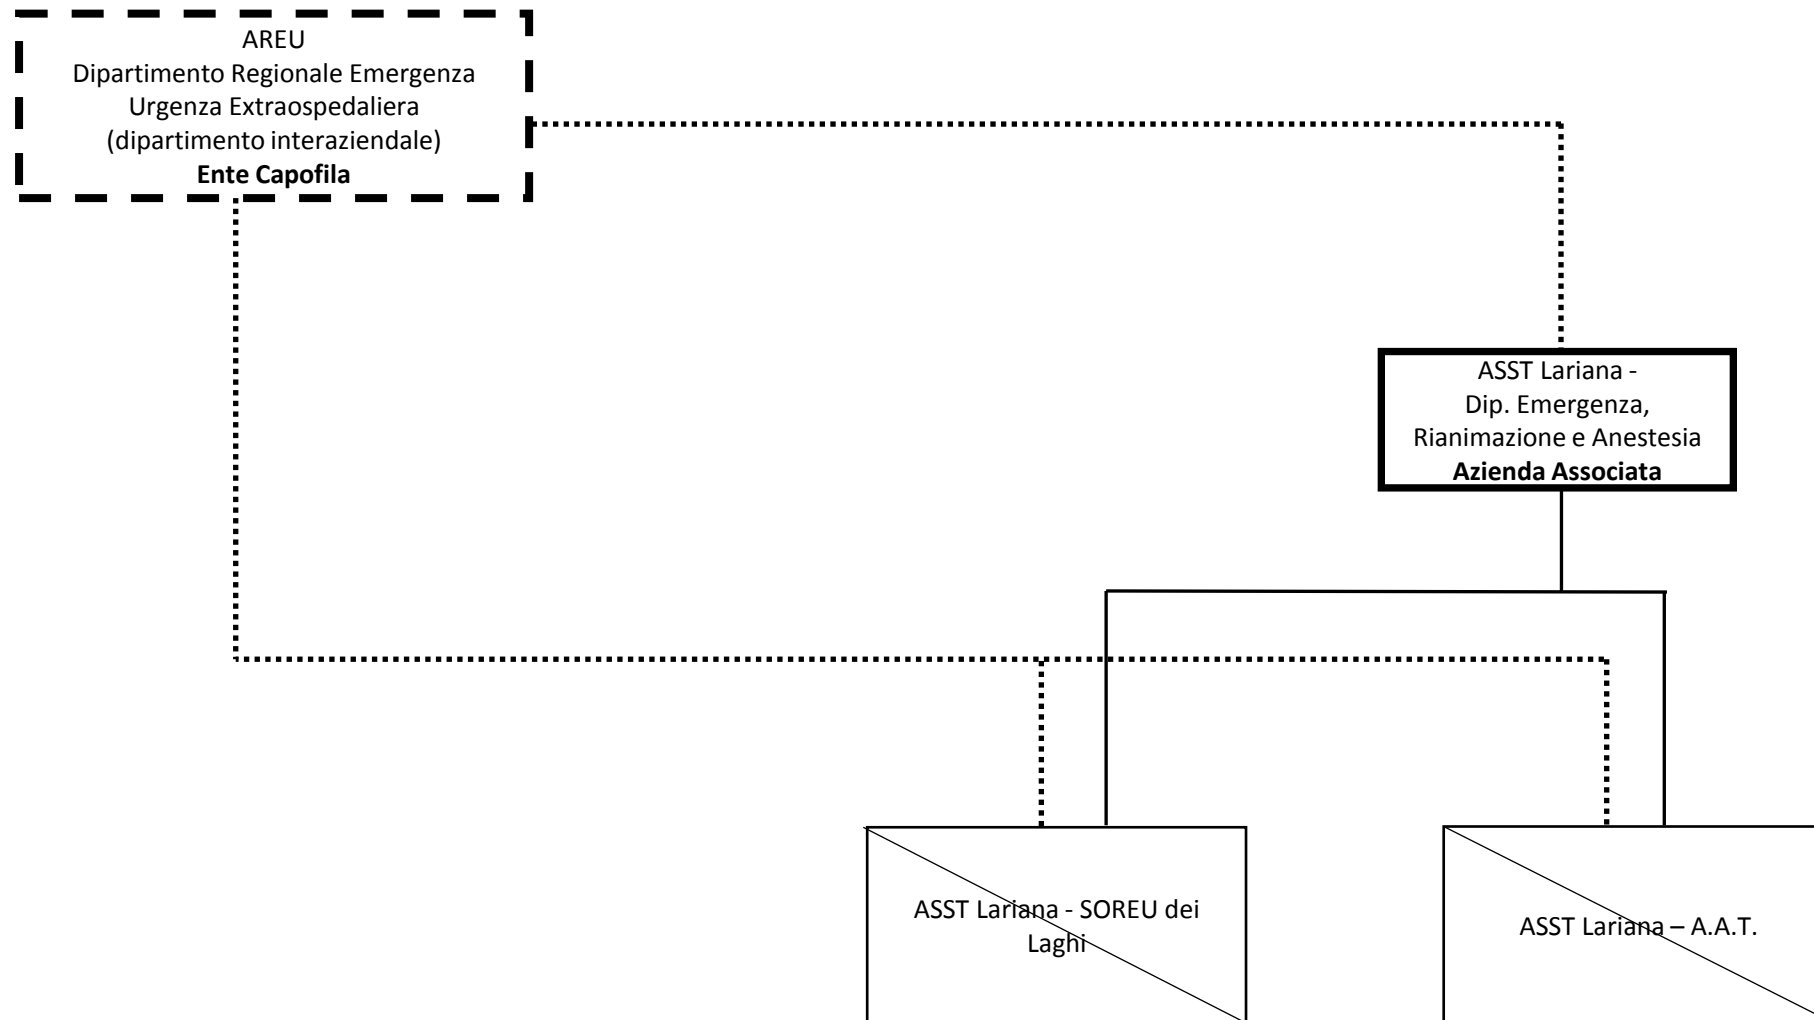 AREU
Dipartimento Regionale Emergenza
Urgenza Extraospedaliera
(dipartimento interaziendale)
Ente Capofila
ASST Lariana -
Dip. Emergenza,
Rianimazione e Anestesia
Azienda Associata
ASST Lariana - SOREU dei
Laghi
ASST Lariana – A.A.T.